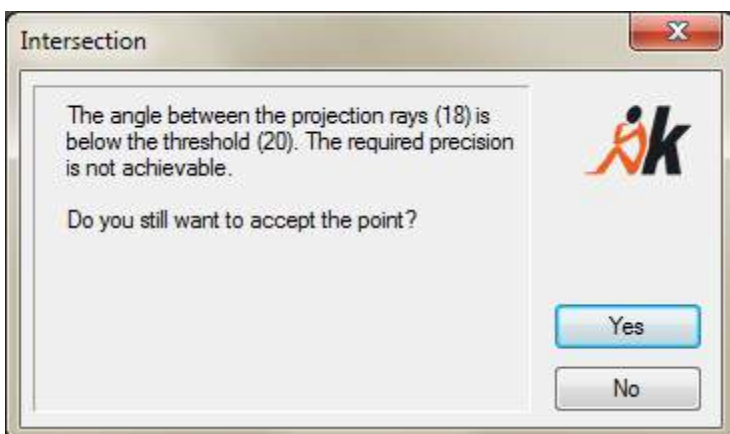 Intersection
The angle between the projection rays (18) is
below the threshold (20). The required precision
is not achievable.
Do you still want to accept the point?
k
Yes
No